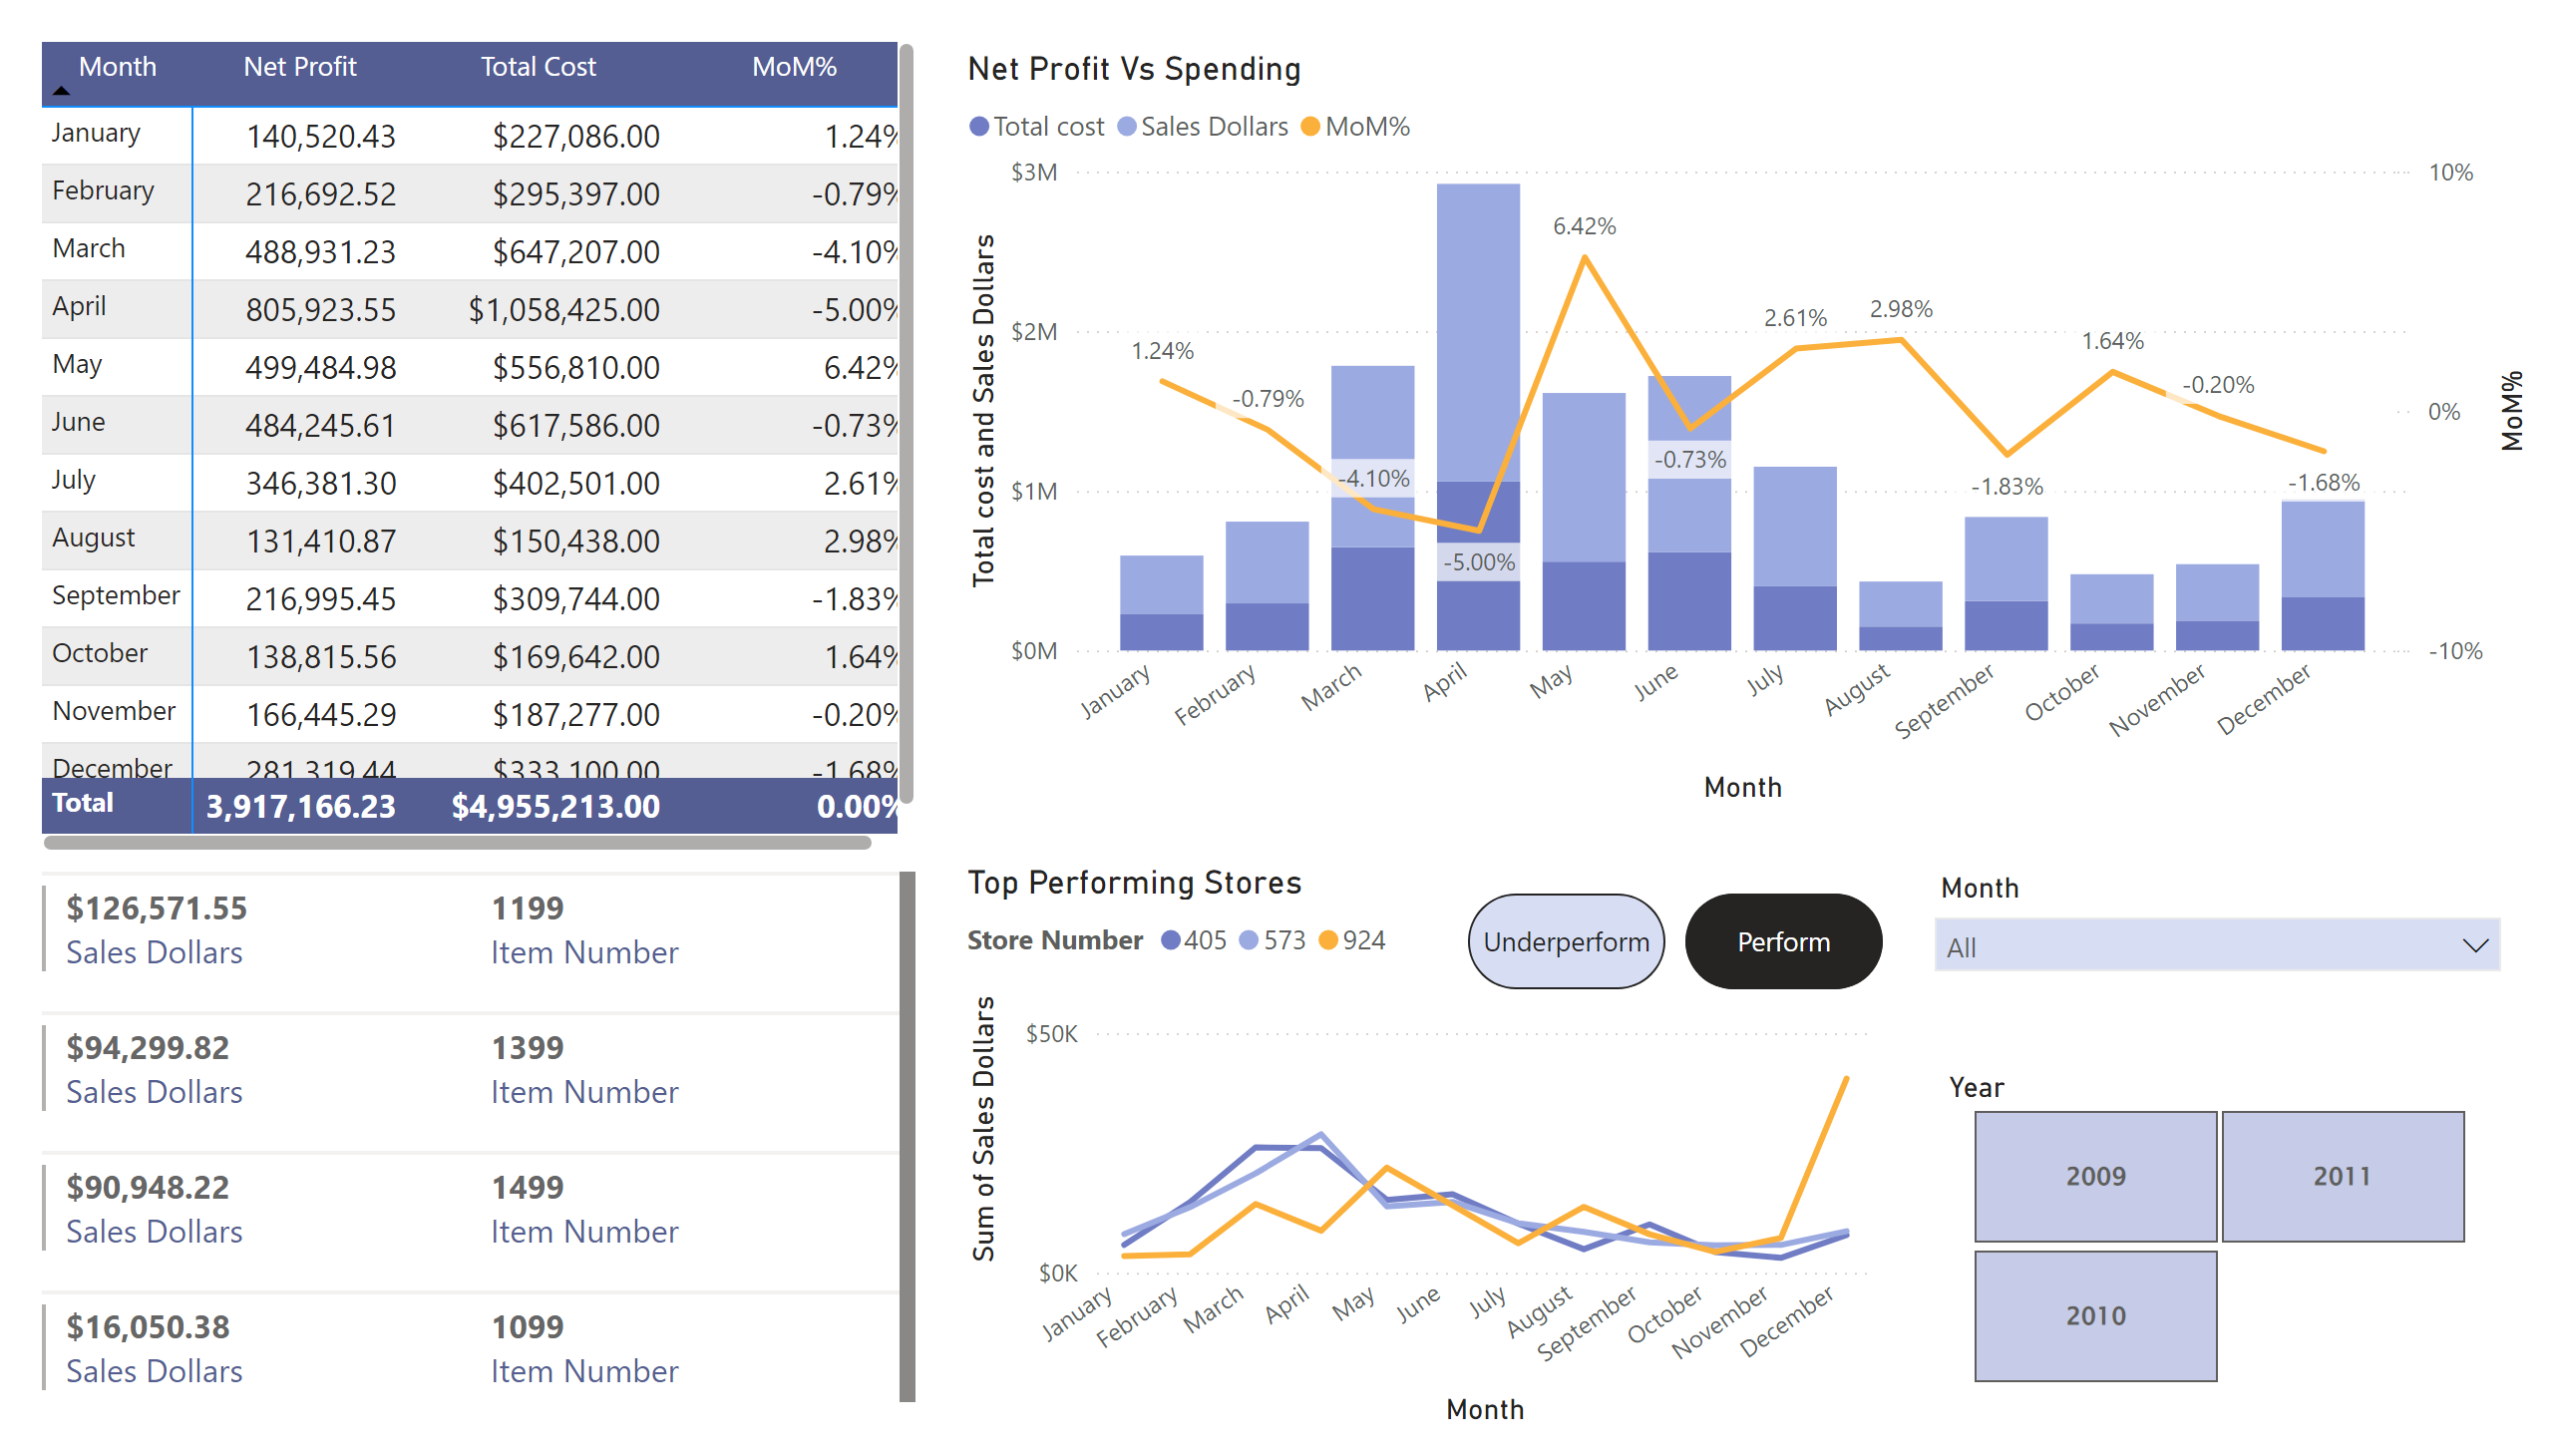 Month Net Profit Total Cost MoM%
January 140,520.43 $227,086.00 1.24%
February 216,692.52 $295,397.00 -0.79%
March 488,931.23 $647,207.00 -4.10%
April 805,923.55 $1,058,425.00 -5.00%
May 499,484.98 $556,810.00 6.42%
June 484,245.61 $617,586.00 -0.73%
July 346,381.30 $402,501.00 2.61%
August 131,410.87 $150,438.00 2.98%
September 216,995.45 $309,744.00 -1.83%
October 138,815.56 $169,642.00 1.64%
November 166,445.29 $187,277.00 -0.20%
December 281,319.44 $333,100.00 -1.68%
Total 3,917,166.23 $4,955,213.00 0.00%
Net Profit Vs Spending
Total cost Sales Dollars MoM%
Total cost and Sales Dollars
$3M
$2M
$1M
$0M
10%
0%
-10%
MoM%
1.24%
-0.79%
-4.10%
-5.00%
6.42%
-0.73%
2.61%
2.98%
-1.83%
1.64%
-0.20%
-1.68%
January February March April May June July August September October November December
Month
$126,571.55 1199
Sales Dollars Item Number
$94,299.82 1399
Sales Dollars Item Number
$90,948.22 1499
Sales Dollars Item Number
$16,050.38 1099
Sales Dollars Item Number
Top Performing Stores
Store Number 405 573 924
Underperform
Perform
Sum of Sales Dollars
$50K
$0K
January February March April May June July August September October November December
Month
Month
All
Year
2009
2011
2010